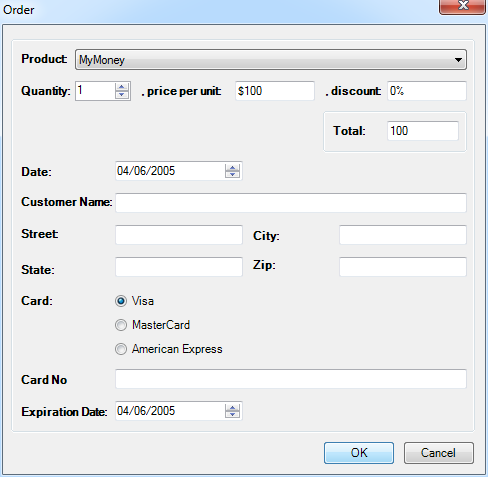 Order
Product: MyMoney
Quantity: 1 , price per unit: $100 , discount: 0%
Total: 100
Date: 04/06/2005
Customer Name:
Street: City:
State: Zip:
Card: Visa
MasterCard
American Express
Card No
Expiration Date: 04/06/2005
OK Cancel